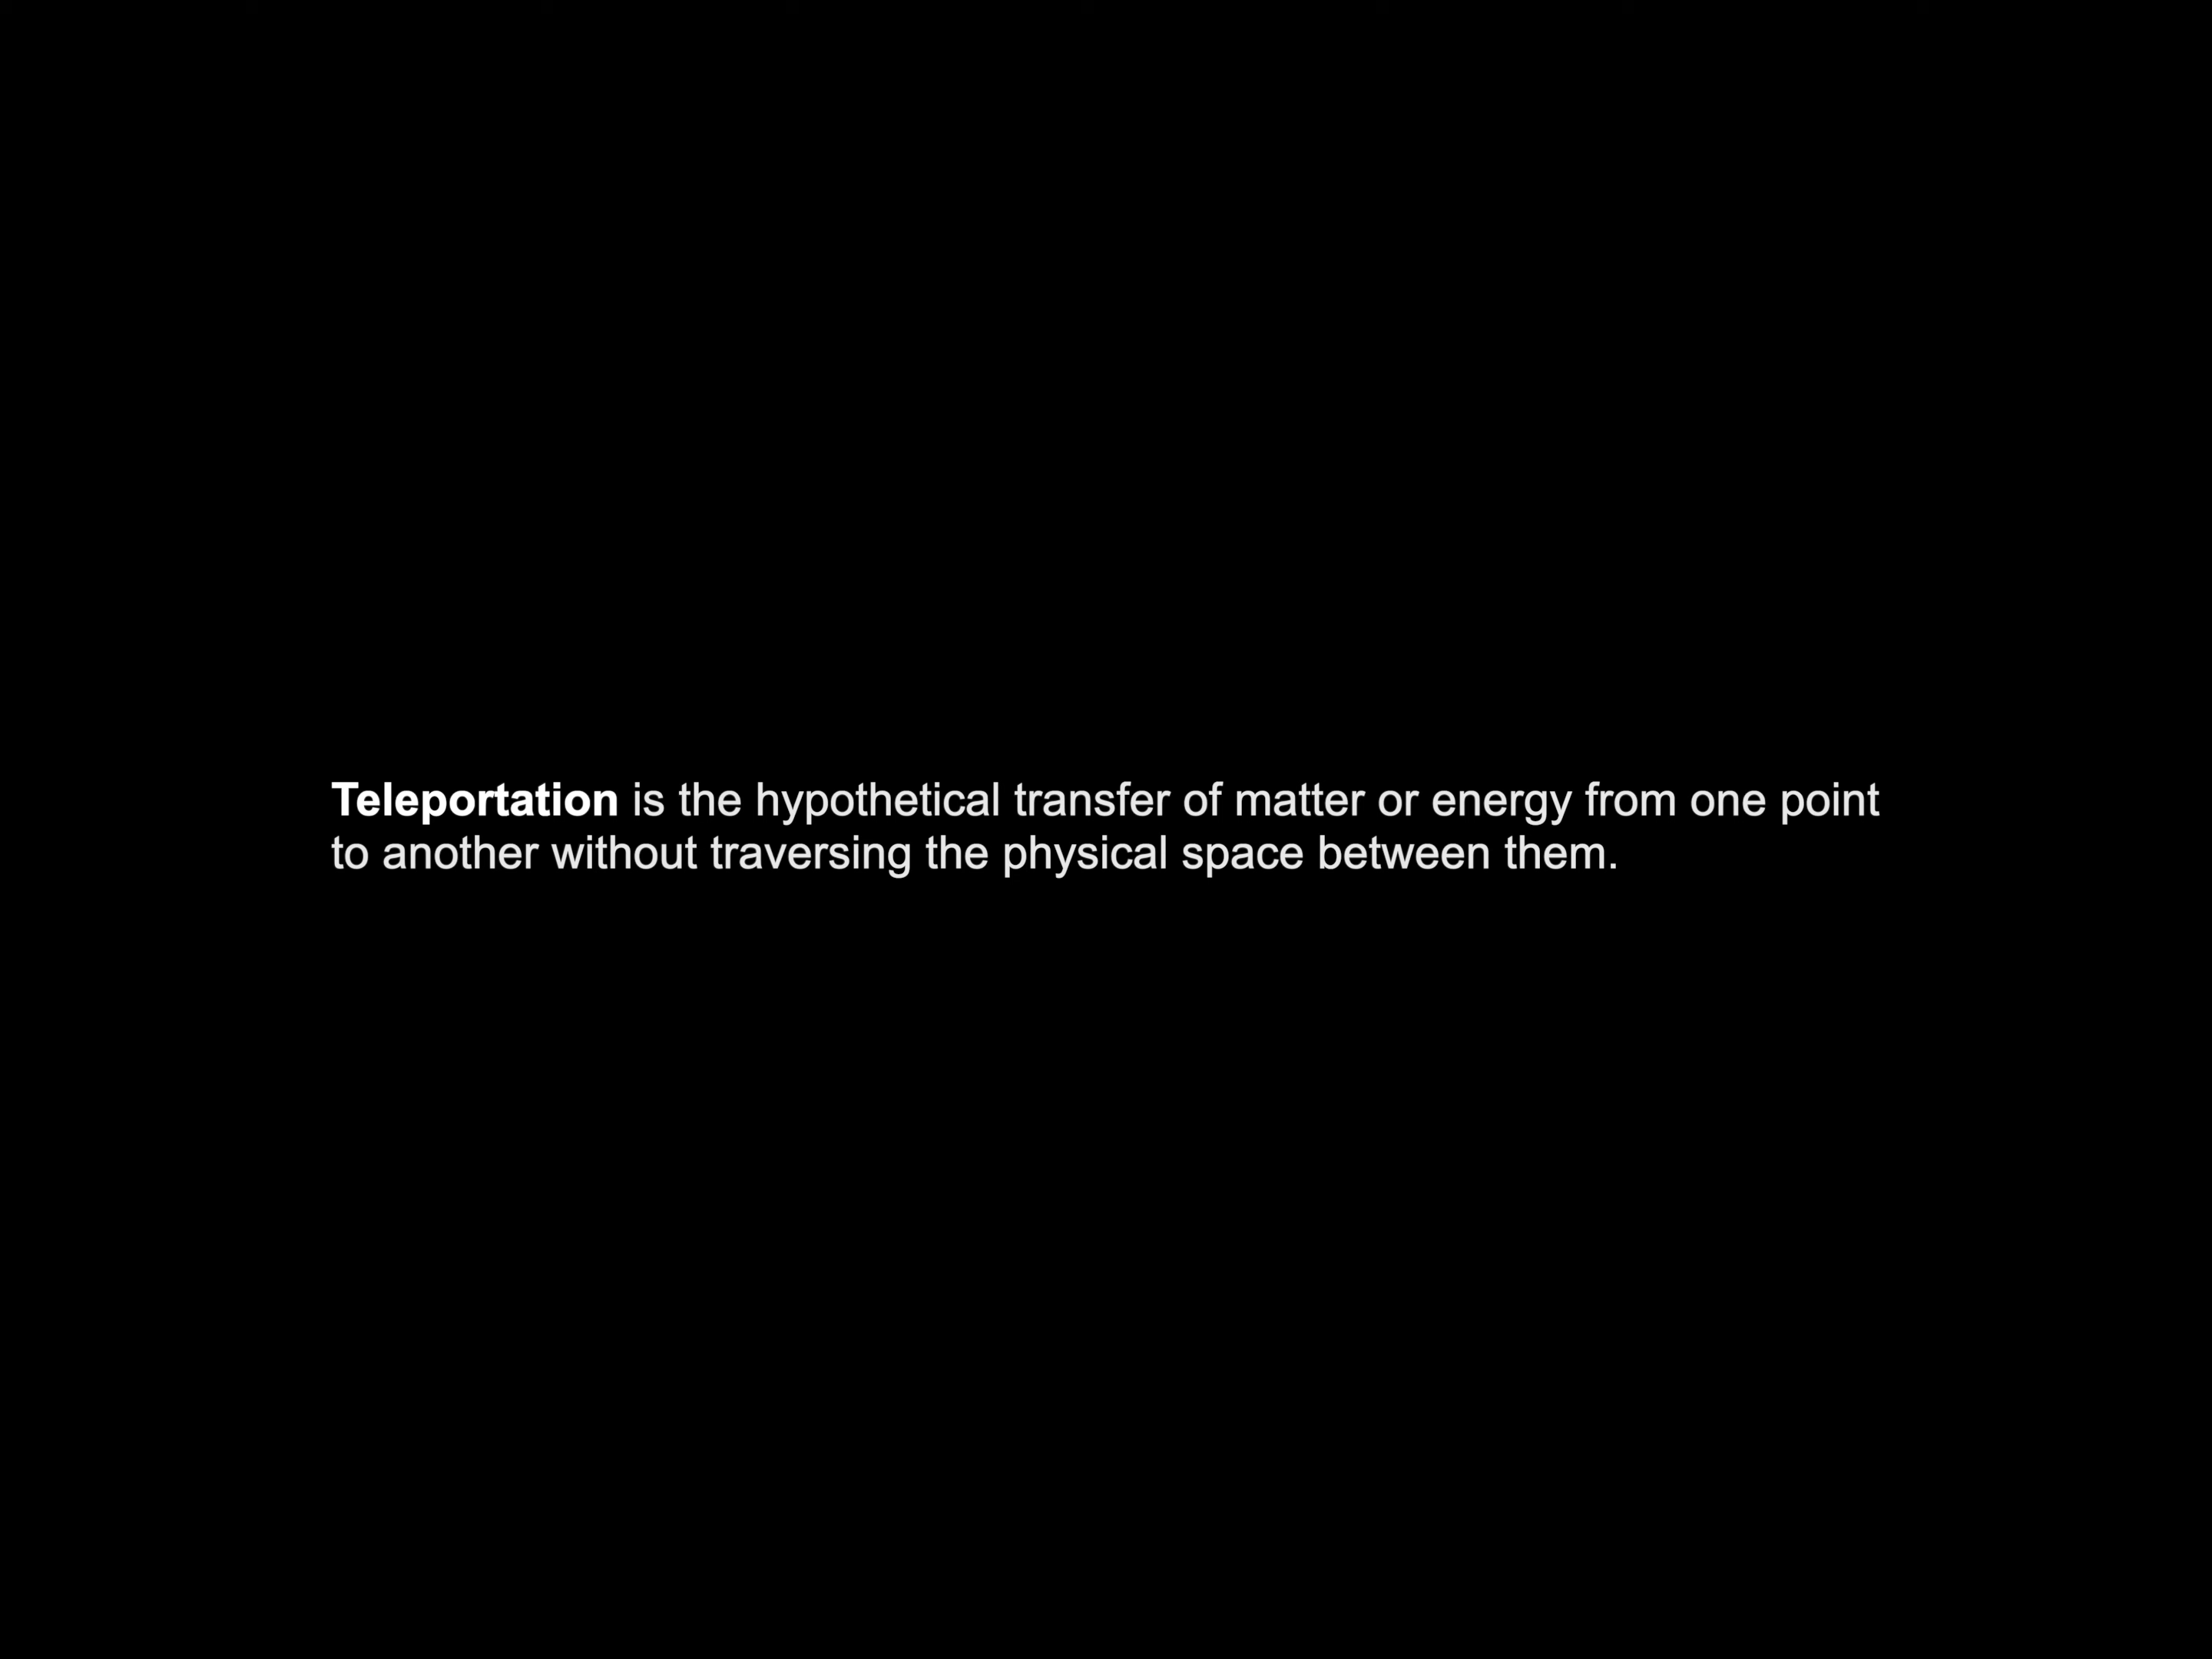 Teleportation is the hypothetical transfer of matter or energy from one point
to another without traversing the physical space between them.